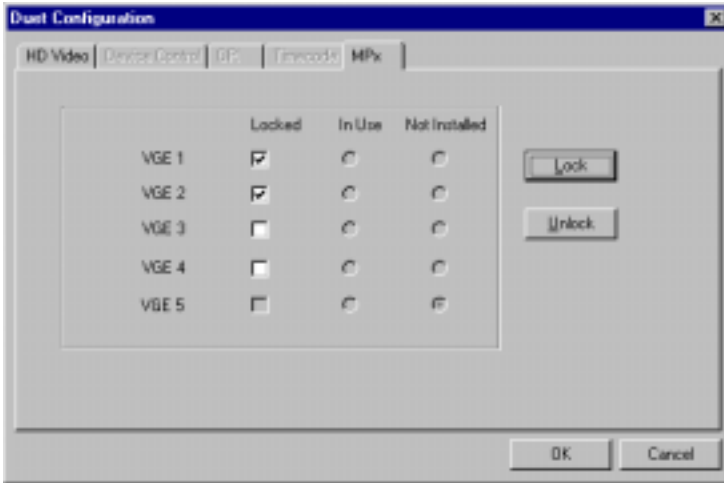 Duet Configuration
HD Video Device Control GPI Timecode MPx
Locked In Use Not Installed
VGE 1
Lock
VGE 2
VGE 3
Unlock
VGE 4
VGE 5
OK Cancel